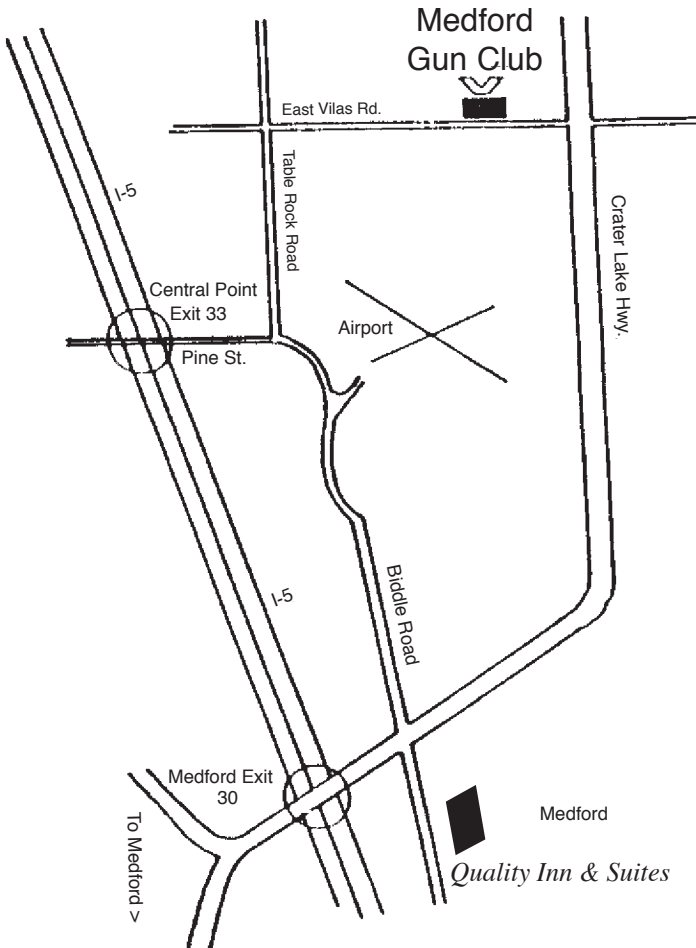 Medford
Gun Club
East Vilas Rd.
Table Rock Road
I-5
Crater Lake Hwy.
Central Point
Exit 33
Airport
Pine St.
I-5
Biddle Road
Medford Exit
30
To Medford >
Medford
Quality Inn & Suites